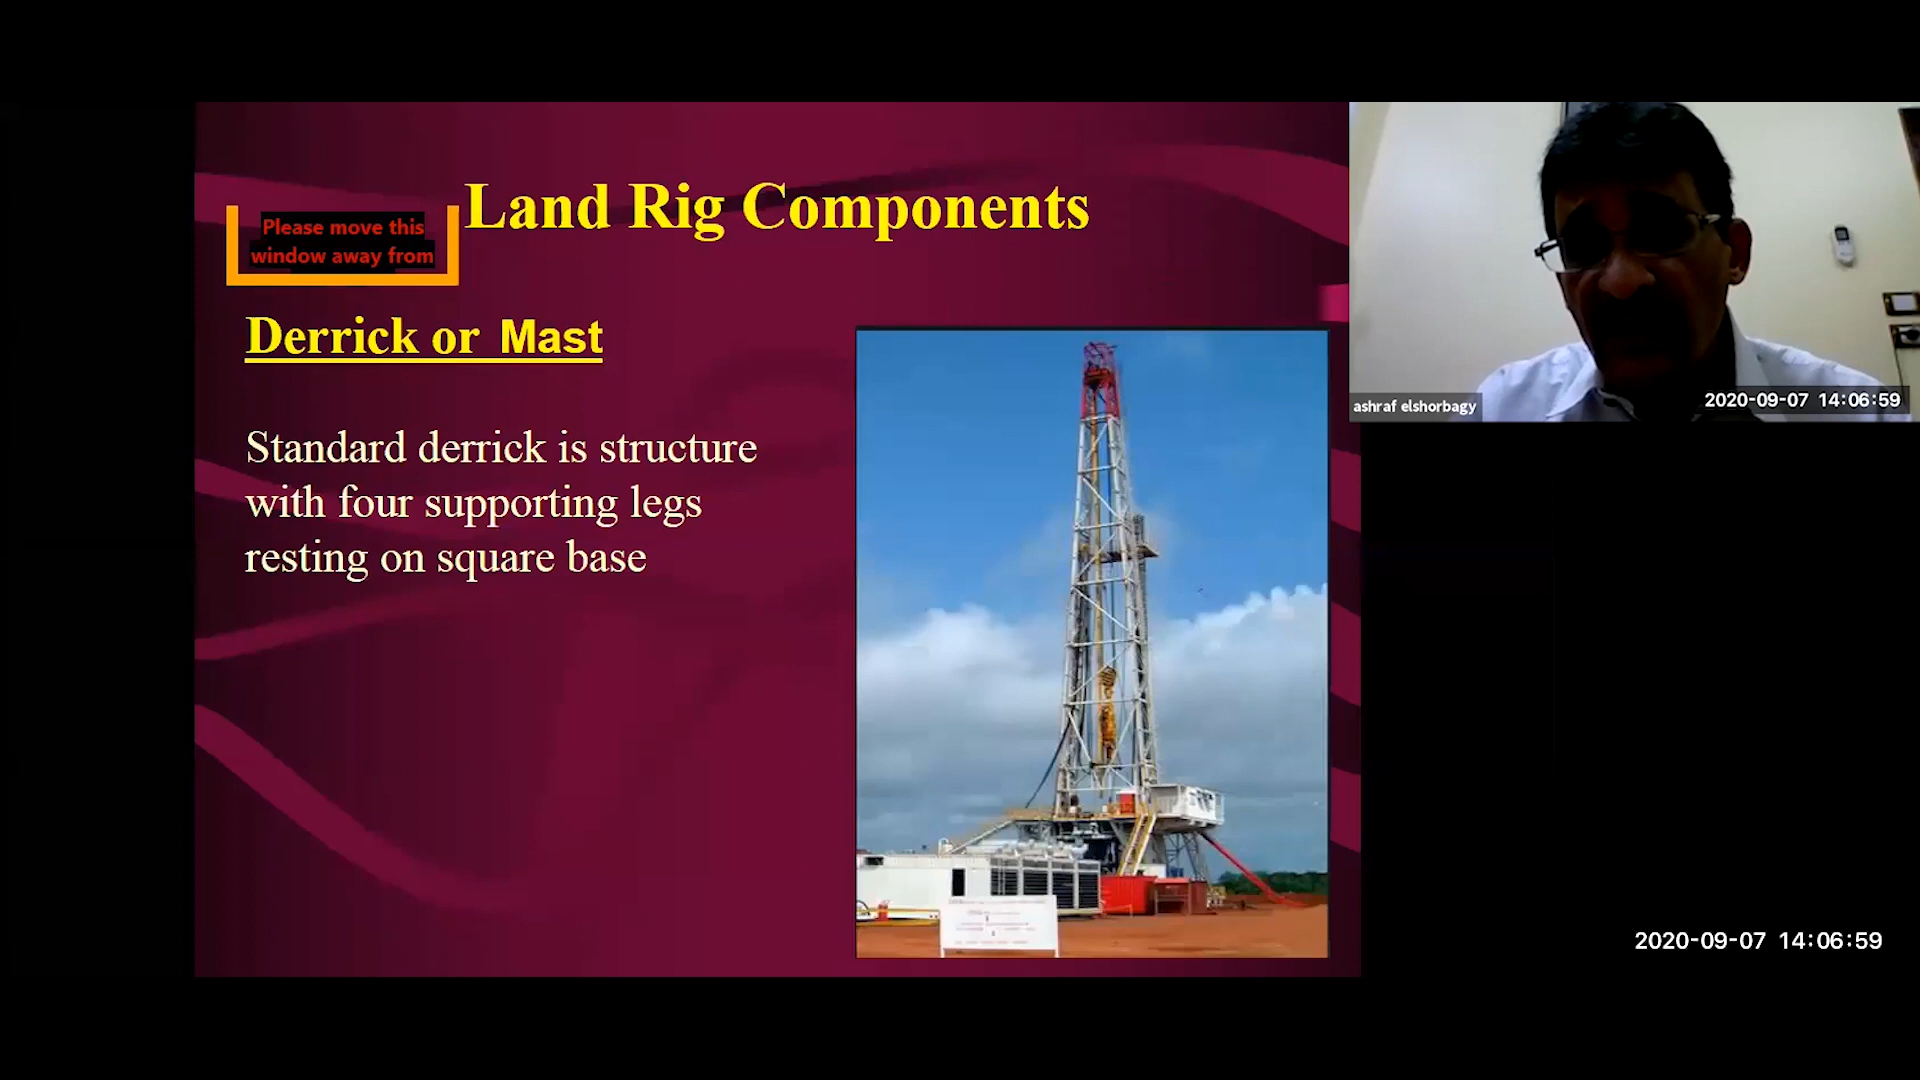 Land Rig Components
Please move this
window away from
Derrick or Mast
Standard derrick is structure
with four supporting legs
resting on square base
ashraf elshorbagy
2020-09-07 14:06:59
2020-09-07 14:06:59